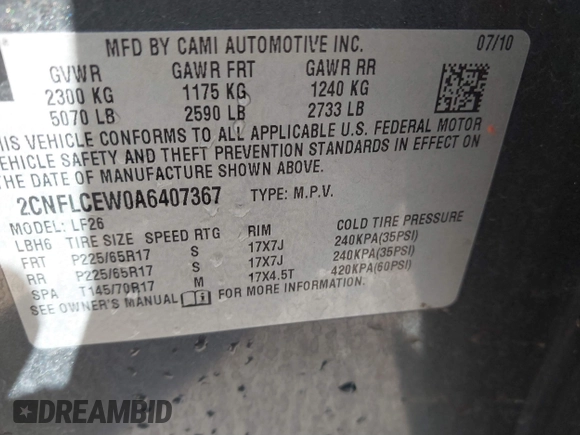 MFD BY CAMI AUTOMOTIVE INC. 07/10
GVWR GAWR FRT GAWR RR
2300 KG 1175 KG 1240 KG
5070 LB 2590 LB 2733 LB
HIS VEHICLE CONFORMS TO ALL APPLICABLE U.S. FEDERAL MOTOR
VEHICLE SAFETY AND THEFT PREVENTION STANDARDS IN EFFECT ON
THE DATE OF MANUFACTURE SHOWN ABOVE.
2CNFLCEW0A6407367 TYPE: M.P.V.
MODEL: LF26
LBH6 TIRE SIZE SPEED RTG RIM COLD TIRE PRESSURE
FRT P225/65R17 S 17X7J 240KPA(35PSI)
RR P225/65R17 S 17X7J 240KPA(35PSI)
SPA T145/70R17 M 17X4.5T 420KPA(60PSI)
SEE OWNER'S MANUAL FOR MORE INFORMATION.
DREAMBID